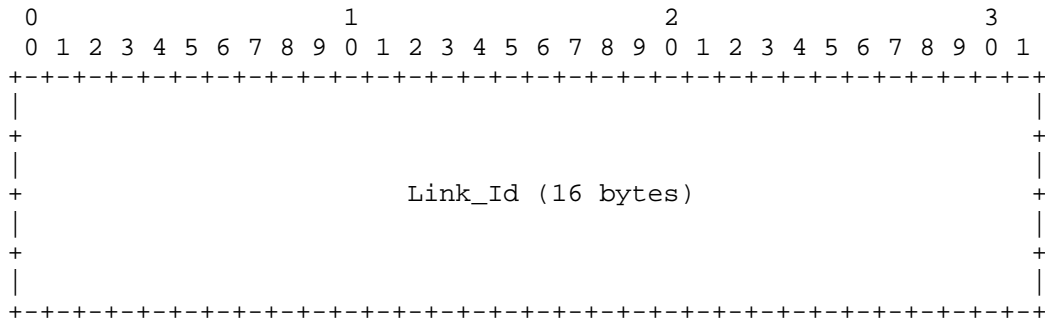 0                   1                   2                   3
 0 1 2 3 4 5 6 7 8 9 0 1 2 3 4 5 6 7 8 9 0 1 2 3 4 5 6 7 8 9 0 1
+-+-+-+-+-+-+-+-+-+-+-+-+-+-+-+-+-+-+-+-+-+-+-+-+-+-+-+-+-+-+-+-+
|                                                               |
+                                                               +
|                                                               |
+                        Link_Id (16 bytes)                     +
|                                                               |
+                                                               +
|                                                               |
+-+-+-+-+-+-+-+-+-+-+-+-+-+-+-+-+-+-+-+-+-+-+-+-+-+-+-+-+-+-+-+-+